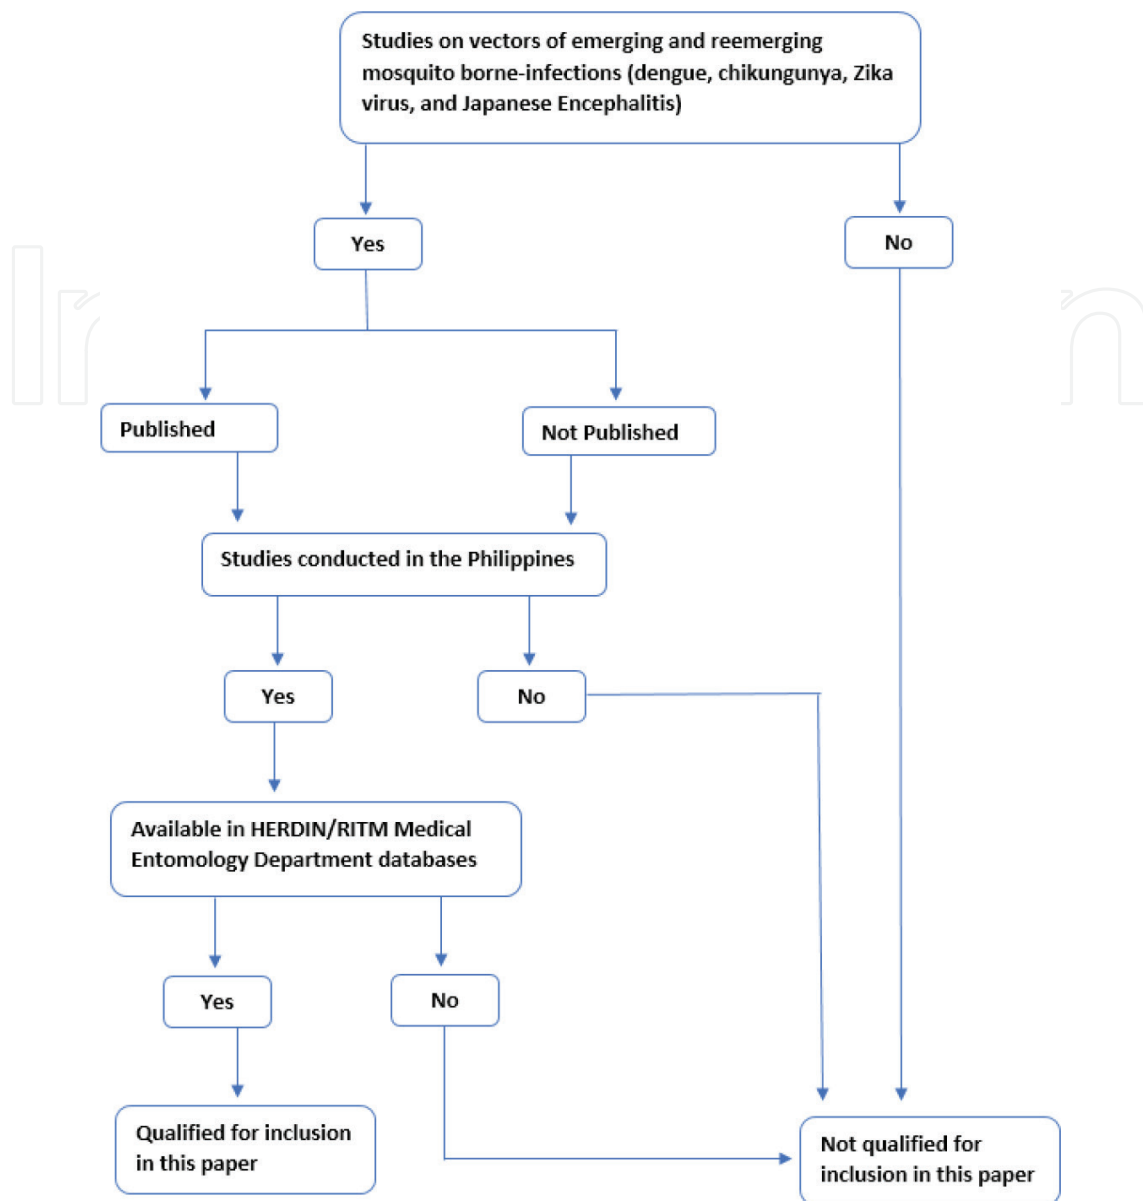 Studies on vectors of emerging and reemerging
mosquito borne-infections (dengue, chikungunya, Zika
virus, and Japanese Encephalitis)
Yes
No
Published
Not Published
Studies conducted in the Philippines
Yes
No
Available in HERDIN/RITM Medical
Entomology Department databases
Yes
No
Qualified for inclusion
in this paper
Not qualified for
inclusion in this paper